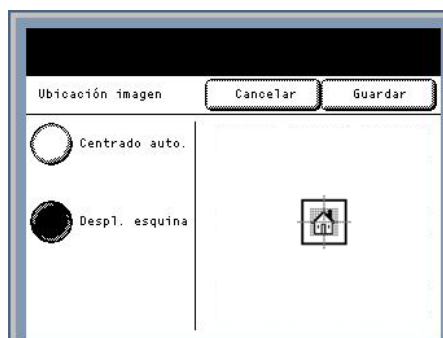 Ubicación imagen
Cancelar
Guardar
Centrado auto.
Despl. esquina